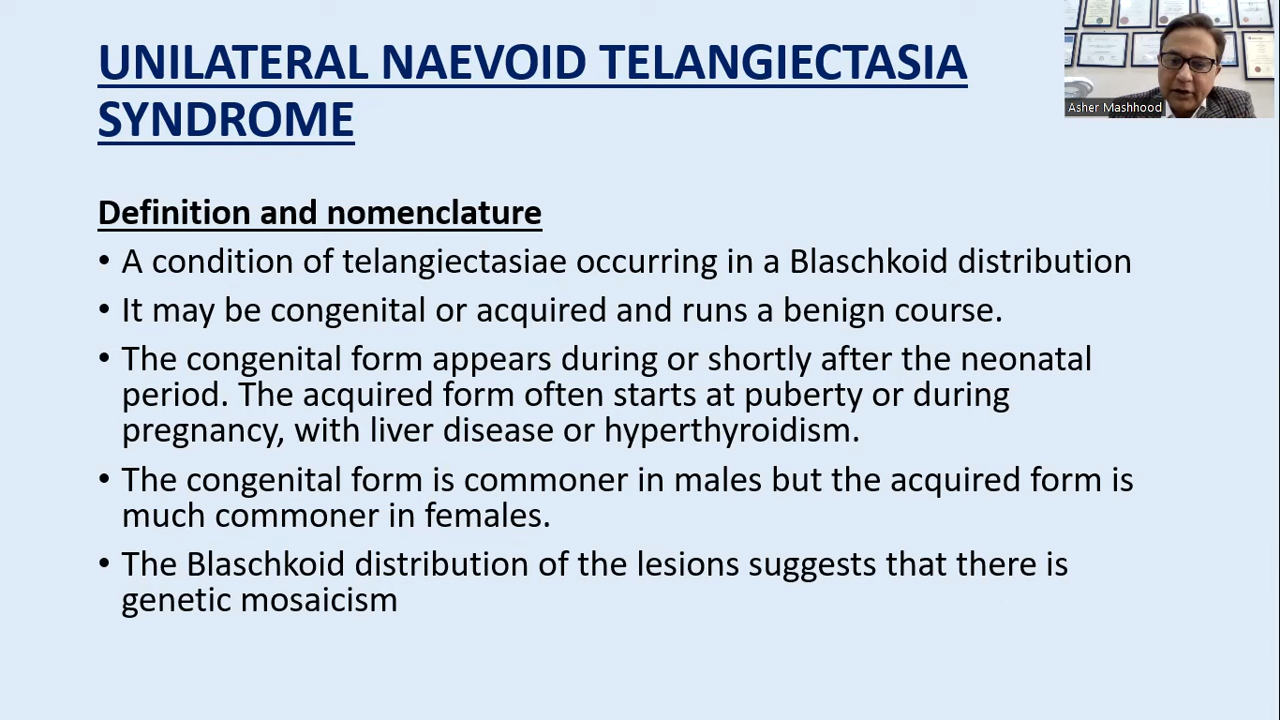 UNILATERAL NAEVOID TELANGIECTASIA
SYNDROME
Asher Mashhood
Definition and nomenclature
• A condition of telangiectasiae occurring in a Blaschkoid distribution
• It may be congenital or acquired and runs a benign course.
• The congenital form appears during or shortly after the neonatal
period. The acquired form often starts at puberty or during
pregnancy, with liver disease or hyperthyroidism.
• The congenital form is commoner in males but the acquired form is
much commoner in females.
• The Blaschkoid distribution of the lesions suggests that there is
genetic mosaicism